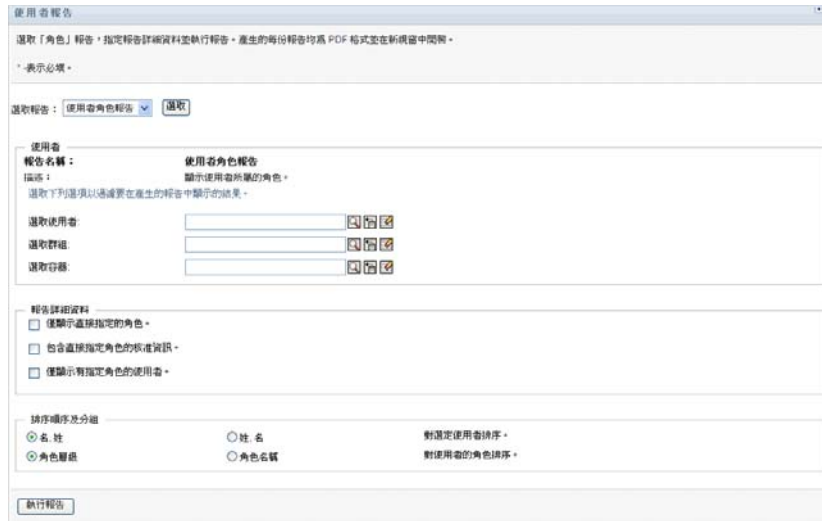 使用者報告
選取「角色」報告，指定報告詳細資料並執行報告。產生的每份報告均為 PDF 格式並在新視窗中開啟。
* -表示必填。
選取報告： 使用者角色報告 選取
使用者
報告名稱： 使用者角色報告
描述： 顯示使用者所屬的角色。
選取下列選項以過濾要在產生的報告中顯示的結果。
選取使用者:
選取群組:
選取容器:
報告詳細資料
僅顯示直接指定的角色。
包含直接指定角色的核准資訊。
僅顯示有指定角色的使用者。
排序順序及分組
名, 姓 姓, 名 對選定使用者排序。
角色層級 角色名稱 對使用者的角色排序。
執行報告